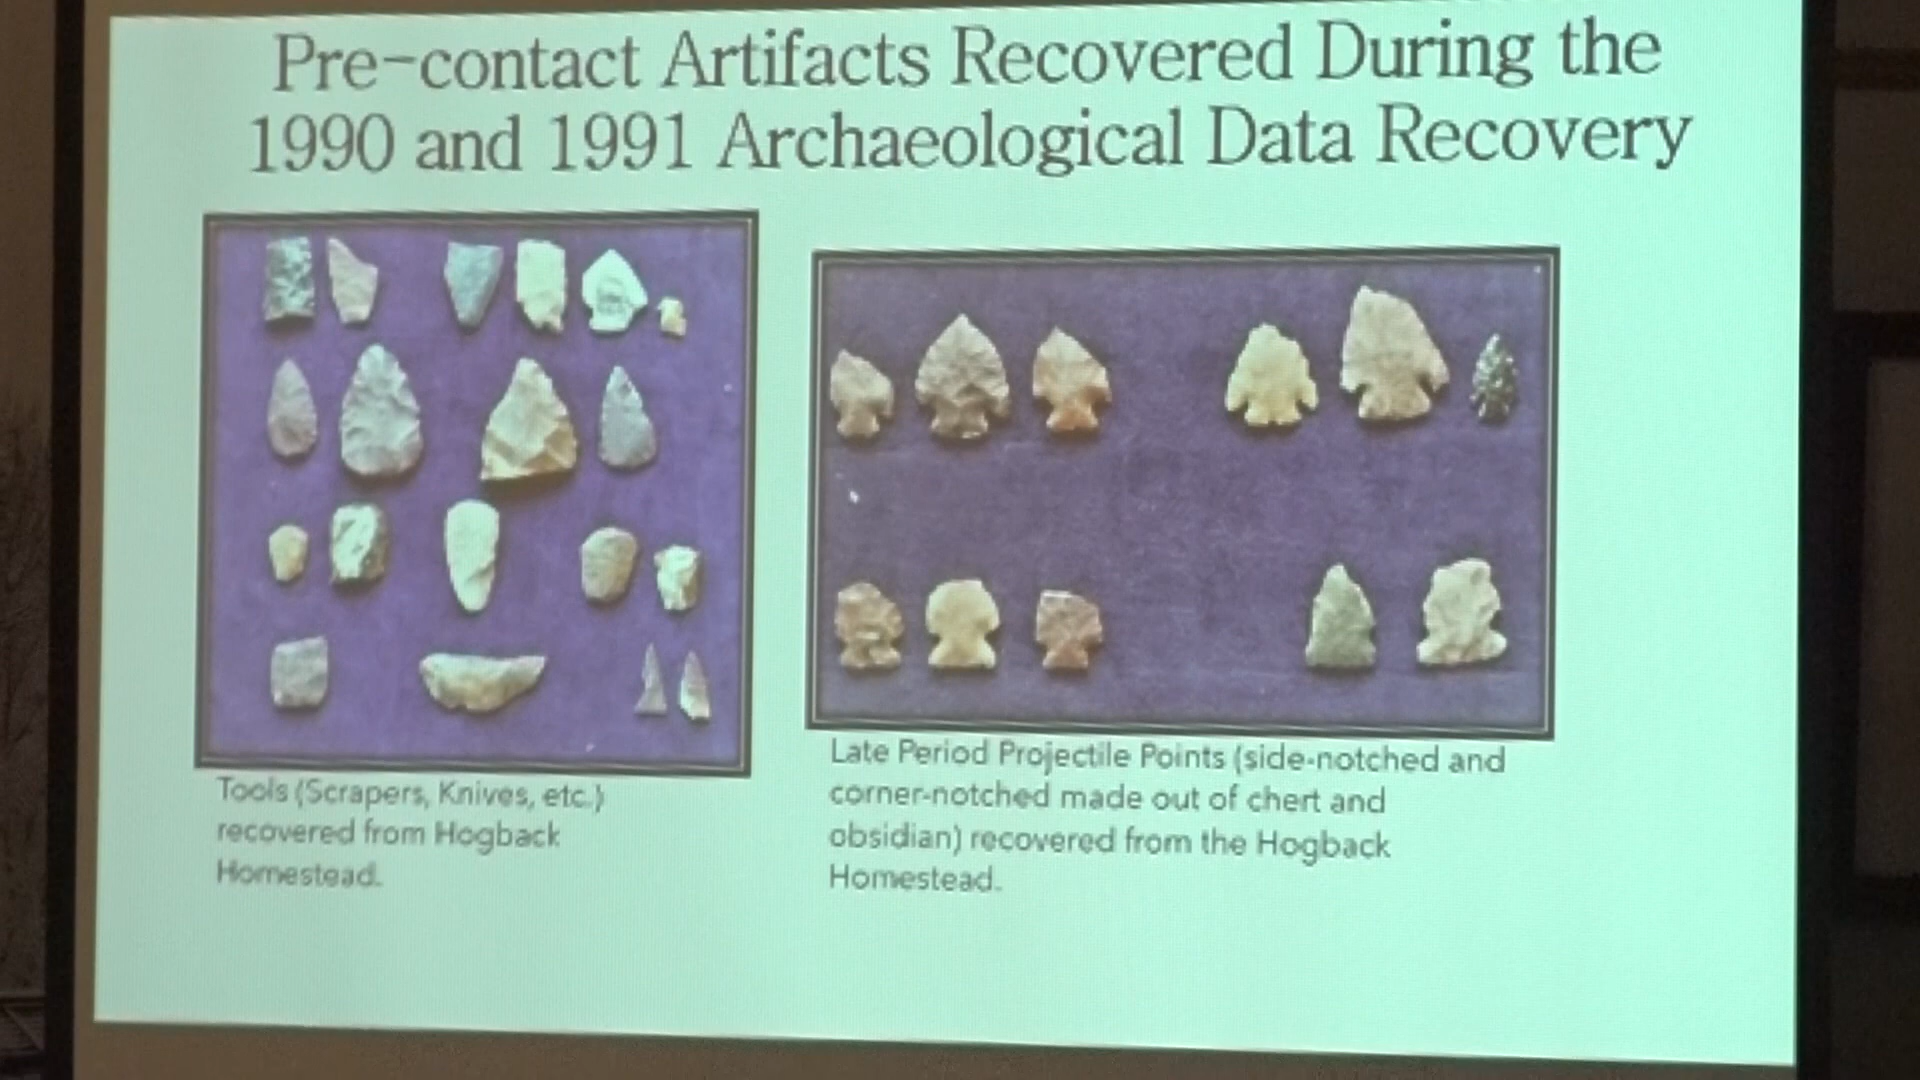 Pre-contact Artifacts Recovered During the
1990 and 1991 Archaeological Data Recovery
Tools (Scrapers, Knives, etc.)
recovered from Hogback
Homestead.
Late Period Projectile Points (side-notched and
corner-notched made out of chert and
obsidian) recovered from the Hogback
Homestead.